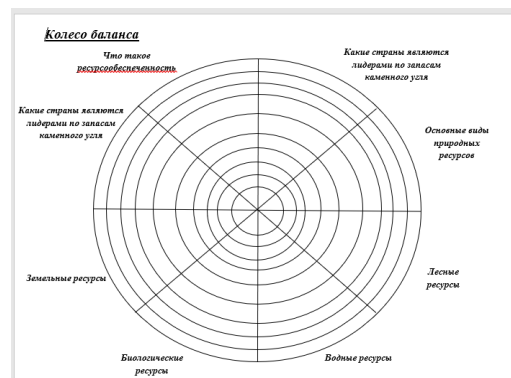 Колесо баланса
Что такое
ресурсообеспеченность
Какие страны являются
лидерами по запасам
каменного угля
Какие страны являются
лидерами по запасам
каменного угля
Основные виды
природных
ресурсов
Земельные ресурсы
Лесные
ресурсы
Биологические
ресурсы
Водные ресурсы